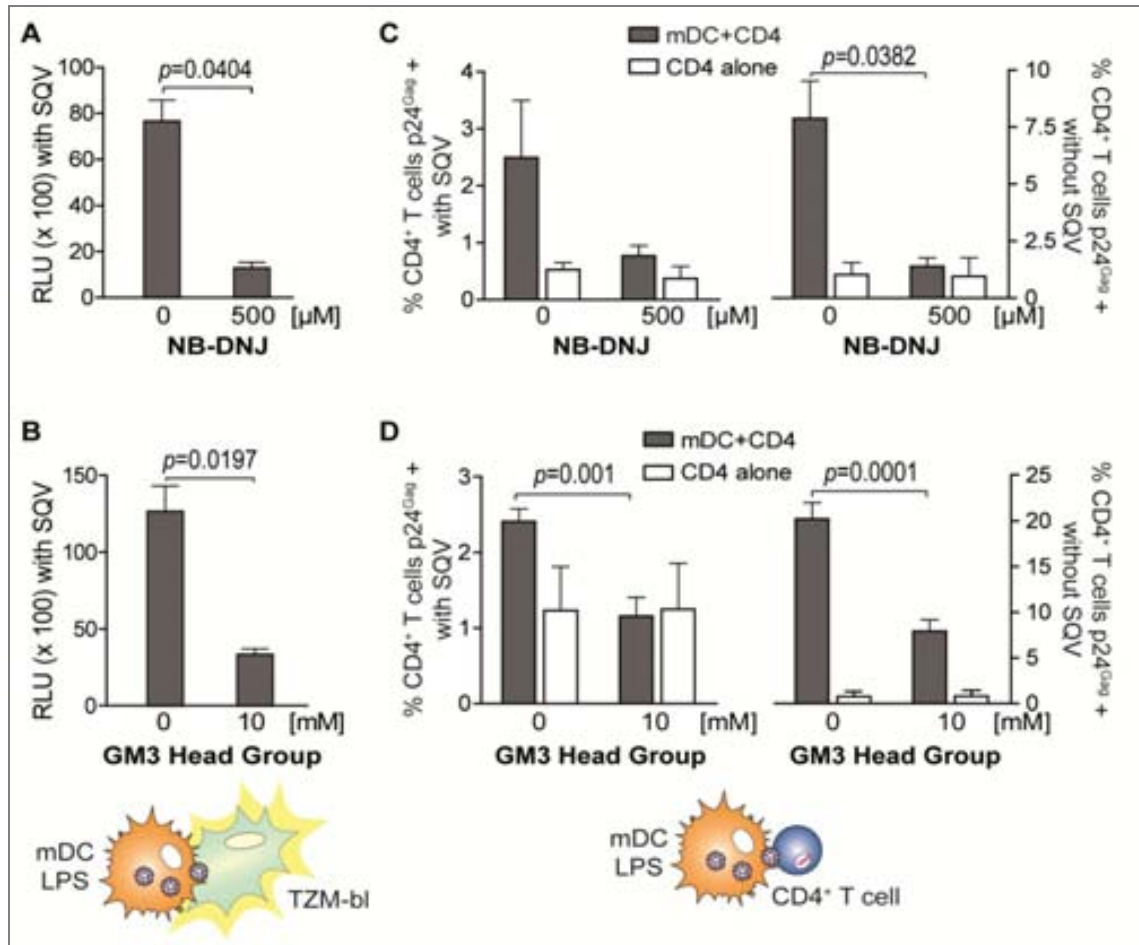 A
RLU (x 100) with SQV
100
80
60
40
20
0
p=0.0404
0 500 [µM]
NB-DNJ
C
mDC+CD4
CD4 alone
% CD4⁺ T cells p24ᴳᵃᵍ +
with SQV
4
3
2
1
0
0 500 [µM]
NB-DNJ
p=0.0382
10
7.5
5
2.5
0
% CD4⁺ T cells p24ᴳᵃᵍ +
without SQV
0 500 [µM]
NB-DNJ
B
RLU (x 100) with SQV
150
100
50
0
p=0.0197
0 10 [mM]
GM3 Head Group
D
mDC+CD4
CD4 alone
% CD4⁺ T cells p24ᴳᵃᵍ +
with SQV
3
2
1
0
p=0.001
0 10 [mM]
GM3 Head Group
p=0.0001
25
20
15
10
5
0
% CD4⁺ T cells p24ᴳᵃᵍ +
without SQV
0 10 [mM]
GM3 Head Group
mDC
LPS
TZM-bl
mDC
LPS
CD4⁺ T cell